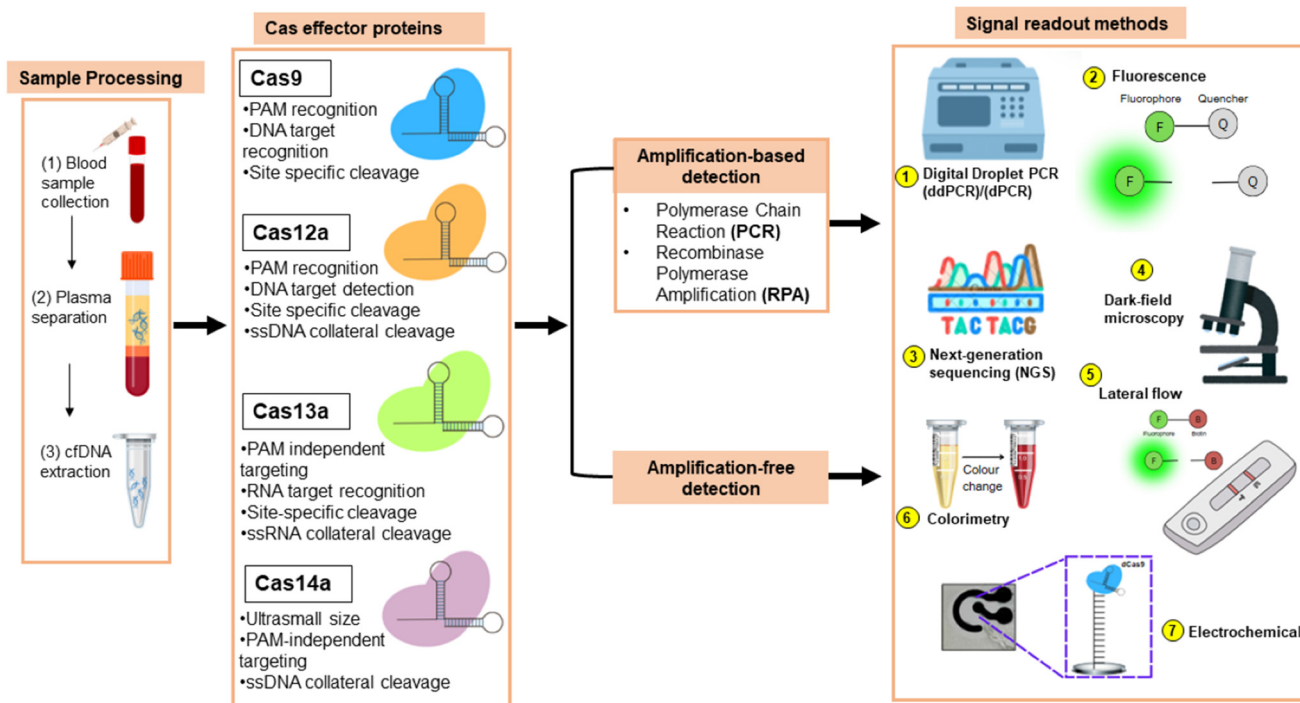 Sample Processing
(1) Blood
sample
collection
(2) Plasma
separation
(3) cfDNA
extraction
Cas effector proteins
Cas9
•PAM recognition
•DNA target
recognition
•Site specific cleavage
Cas12a
•PAM recognition
•DNA target detection
•Site specific cleavage
•ssDNA collateral cleavage
Cas13a
•PAM independent
targeting
•RNA target recognition
•Site-specific cleavage
•ssRNA collateral cleavage
Cas14a
•Ultrasmall size
•PAM-independent
targeting
•ssDNA collateral cleavage
Amplification-based
detection
• Polymerase Chain
Reaction (PCR)
• Recombinase
Polymerase
Amplification (RPA)
Amplification-free
detection
Signal readout methods
1 Digital Droplet PCR
(ddPCR)/(dPCR)
2 Fluorescence
Fluorophore Quencher
F Q
F Q
TAC TACG
3 Next-generation
sequencing (NGS)
4
Dark-field
microscopy
5
Lateral flow
F B
Fluorophore Biotin
F B
Colour
change
6 Colorimetry
dCas9
7 Electrochemical